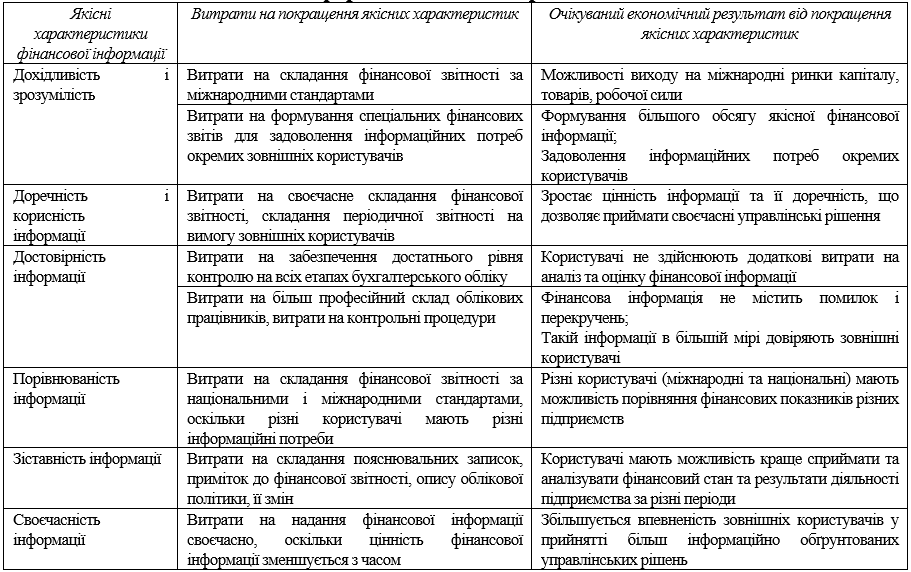 Якісні
характеристики
фінансової інформації
Витрати на покращення якісних характеристик
Очікуваний економічний результат від покращення
якісних характеристик
Дохідливість і
зрозумілість
Витрати на складання фінансової звітності за
міжнародними стандартами
Можливості виходу на міжнародні ринки капіталу,
товарів, робочої сили
Витрати на формування спеціальних фінансових
звітів для задоволення інформаційних потреб
окремих зовнішніх користувачів
Формування більшого обсягу якісної фінансової
інформації;
Задоволення інформаційних потреб окремих
користувачів
Доречність і
корисність
інформації
Витрати на своєчасне складання фінансової
звітності, складання періодичної звітності на
вимогу зовнішніх користувачів
Зростає цінність інформації та її доречність, що
дозволяє приймати своєчасні управлінські рішення
Достовірність
інформації
Витрати на забезпечення достатнього рівня
контролю на всіх етапах бухгалтерського обліку
Користувачі не здійснюють додаткові витрати на
аналіз та оцінку фінансової інформації
Витрати на більш професійний склад облікових
працівників, витрати на контрольні процедури
Фінансова інформація не містить помилок і
перекручень;
Такій інформації в більшій мірі довіряють зовнішні
користувачі
Порівнюваність
інформації
Витрати на складання фінансової звітності за
національними і міжнародними стандартами,
оскільки різні користувачі мають різні
інформаційні потреби
Різні користувачі (міжнародні та національні) мають
можливість порівняння фінансових показників різних
підприємств
Зіставність інформації
Витрати на складання пояснювальних записок,
приміток до фінансової звітності, опису облікової
політики, її змін
Користувачі мають можливість краще сприймати та
аналізувати фінансовий стан та результати діяльності
підприємства за різні періоди
Своєчасність
інформації
Витрати на надання фінансової інформації
своєчасно, оскільки цінність фінансової
інформації зменшується з часом
Збільшується впевненість зовнішніх користувачів у
прийнятті більш інформаційно обґрунтованих
управлінських рішень